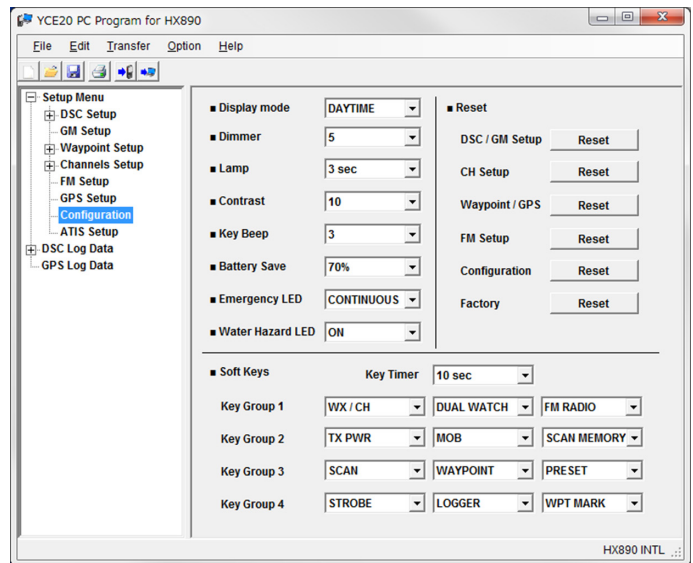 YCE20 PC Program for HX890
File Edit Transfer Option Help
Setup Menu
DSC Setup
GM Setup
Waypoint Setup
Channels Setup
FM Setup
GPS Setup
Configuration
ATIS Setup
DSC Log Data
GPS Log Data
Display mode DAYTIME
Dimmer 5
Lamp 3 sec
Contrast 10
Key Beep 3
Battery Save 70%
Emergency LED CONTINUOUS
Water Hazard LED ON
Reset
DSC / GM Setup Reset
CH Setup Reset
Waypoint / GPS Reset
FM Setup Reset
Configuration Reset
Factory Reset
Soft Keys Key Timer 10 sec
Key Group 1 WX / CH DUAL WATCH FM RADIO
Key Group 2 TX PWR MOB SCAN MEMORY
Key Group 3 SCAN WAYPOINT PRESET
Key Group 4 STROBE LOGGER WPT MARK
HX890 INTL